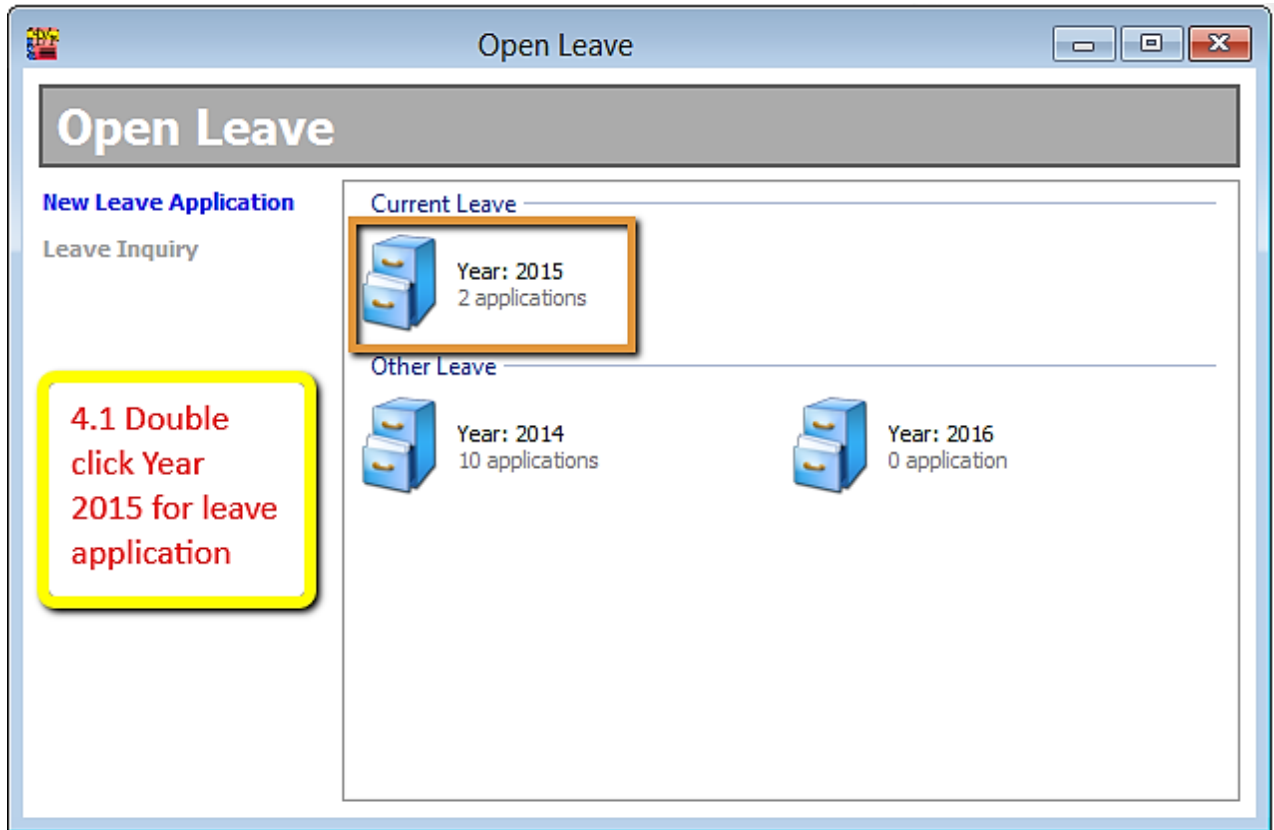 Open Leave
Open Leave
New Leave Application
Leave Inquiry
Current Leave
Year: 2015
2 applications
Other Leave
Year: 2014
10 applications
Year: 2016
0 application
4.1 Double
click Year
2015 for leave
application